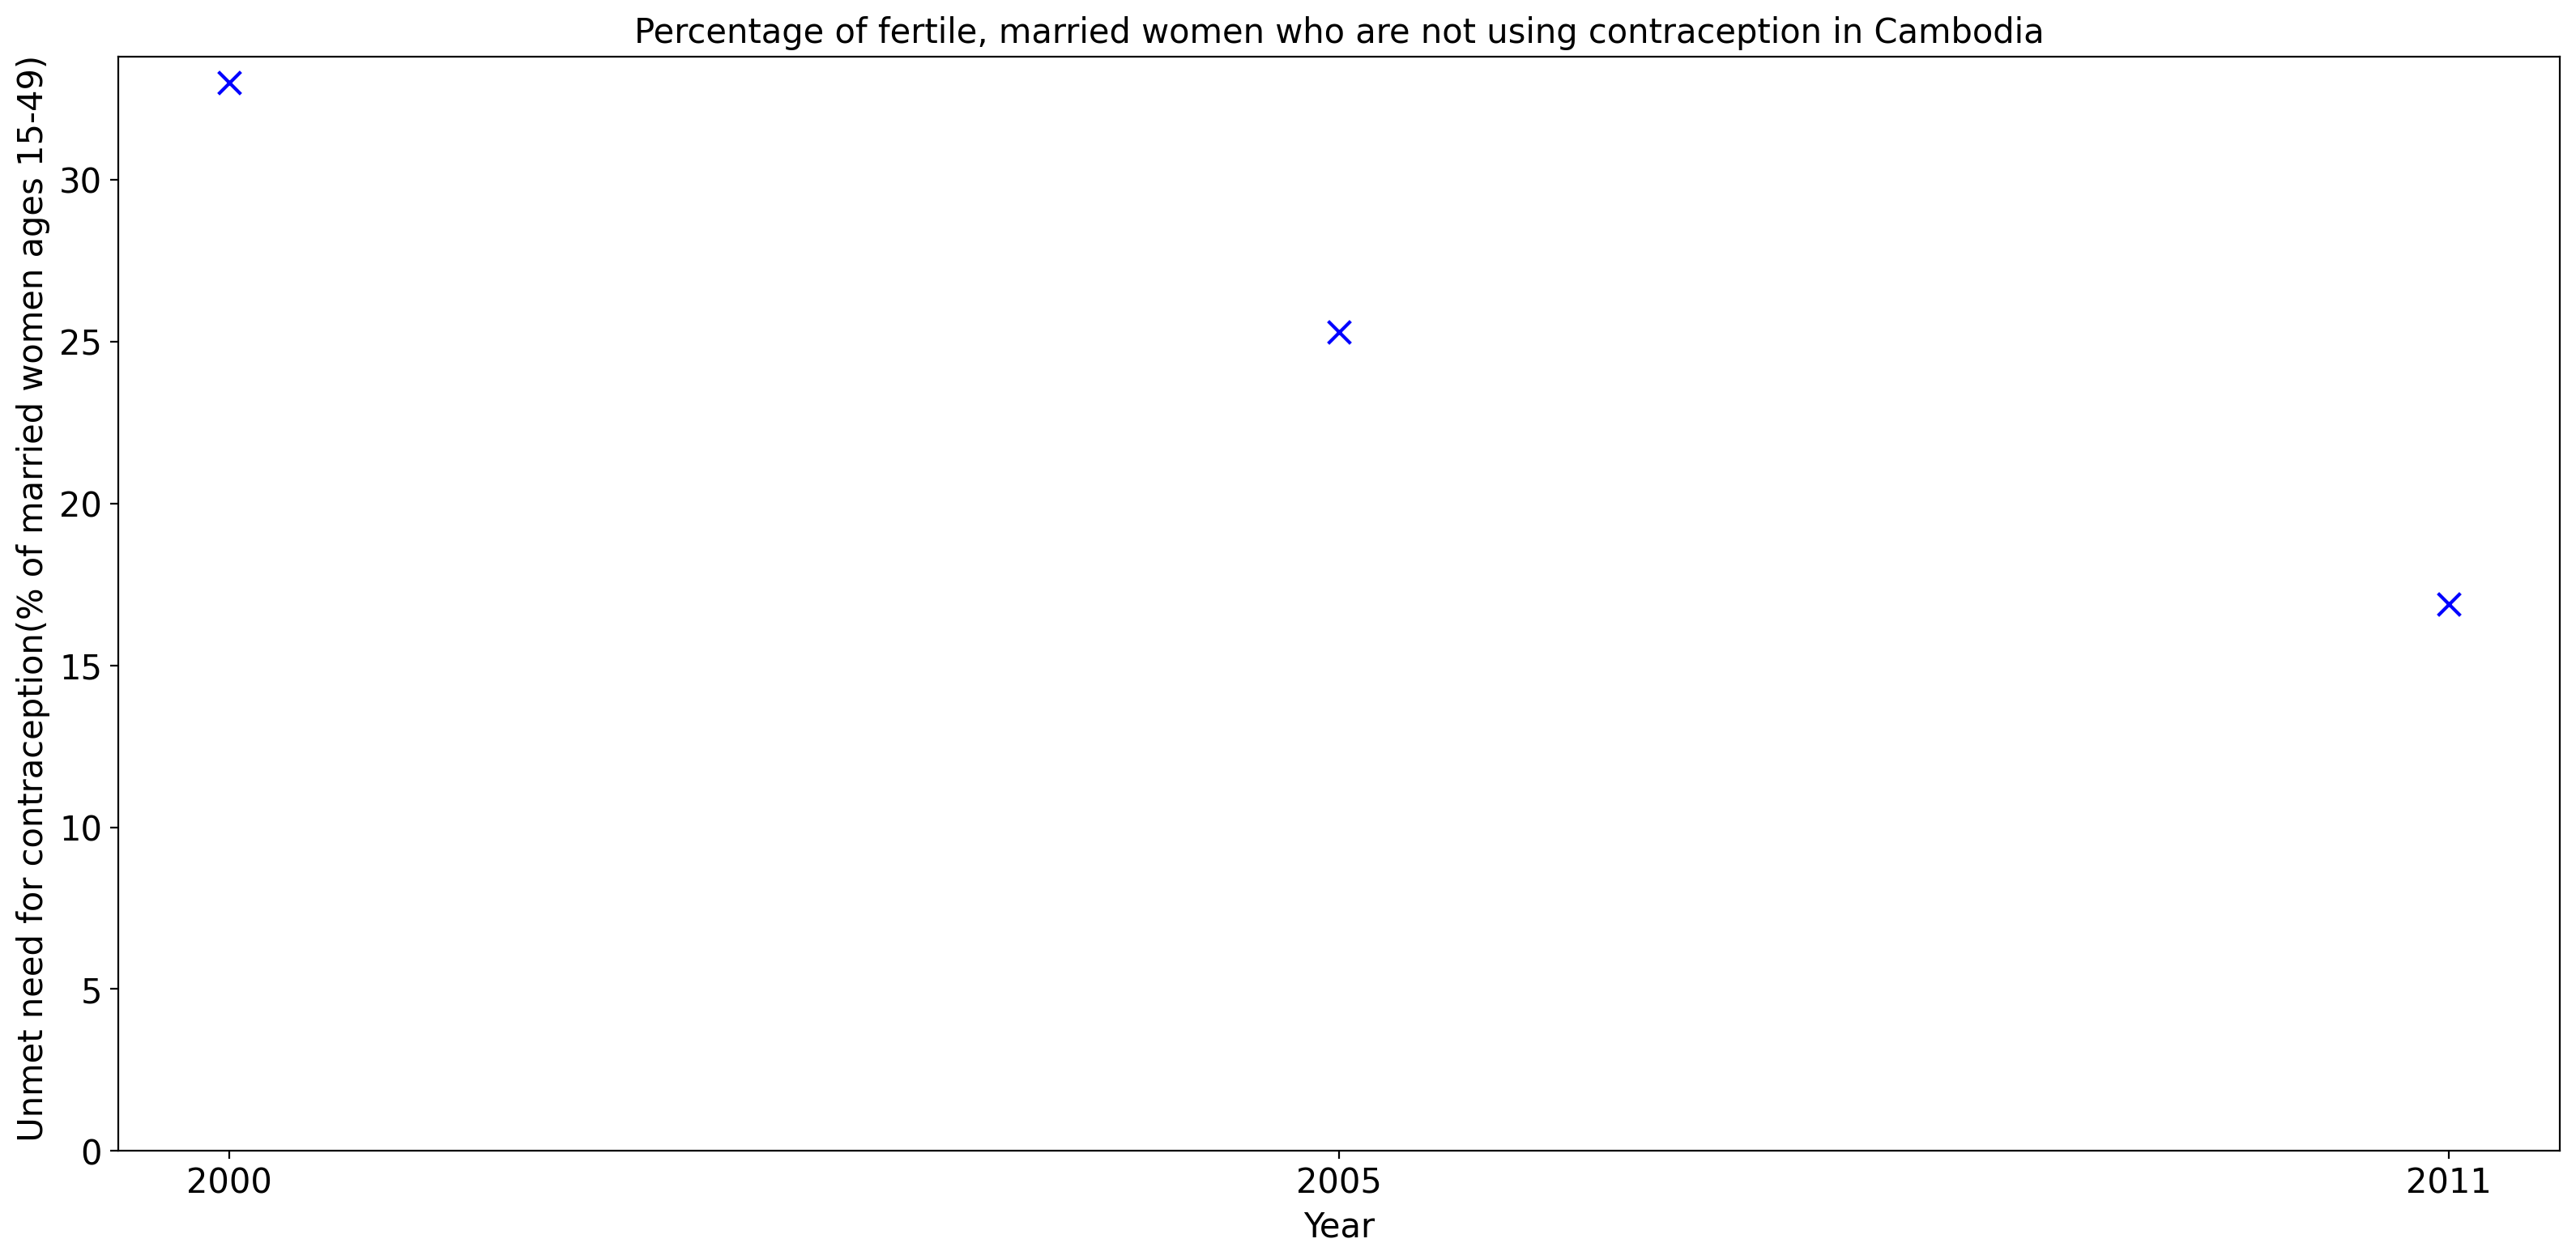 Percentage of fertile, married women who are not using contraception in Cambodia
Unmet need for contraception(% of married women ages 15-49)
30
25
20
15
10
5
0
2000 2005 2011
Year